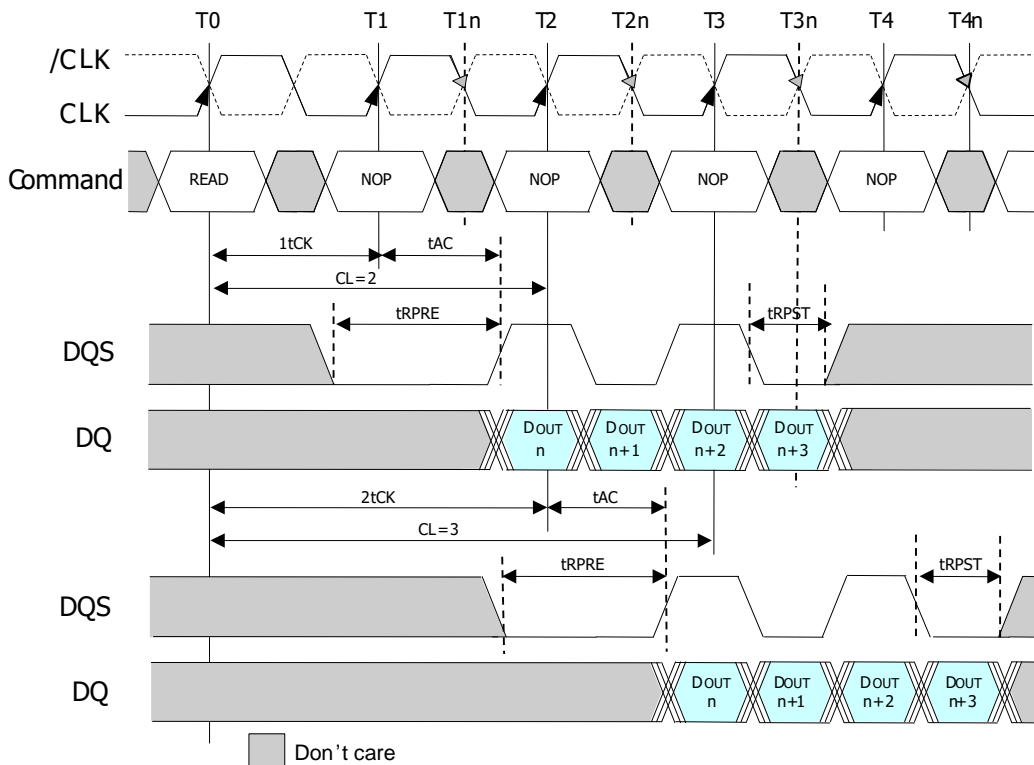 T0 T1 T1n T2 T2n T3 T3n T4 T4n
/CLK
CLK
Command READ NOP NOP NOP NOP
1tCK tAC
CL=2
tRPRE tRPST
DQS
DQ
DOUT n DOUT n+1 DOUT n+2 DOUT n+3
2tCK tAC
CL=3
tRPRE tRPST
DQS
DQ
DOUT n DOUT n+1 DOUT n+2 DOUT n+3
Don't care